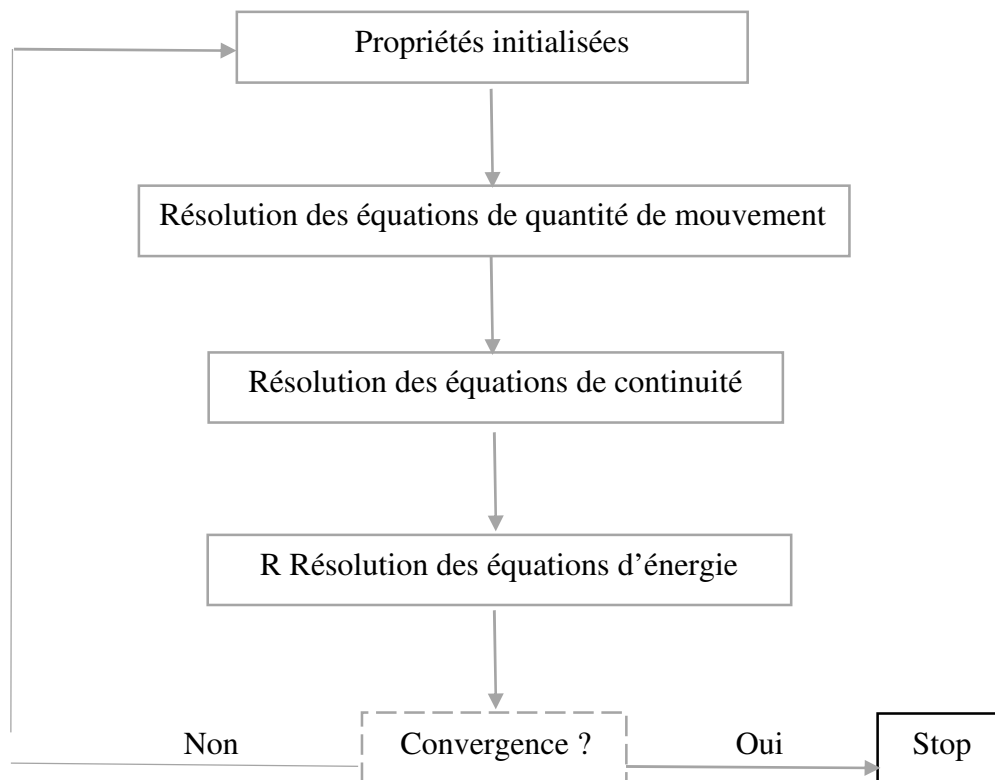 Propriétés initialisées
Résolution des équations de quantité de mouvement
Résolution des équations de continuité
R Résolution des équations d’énergie
Non
Convergence ?
Oui
Stop